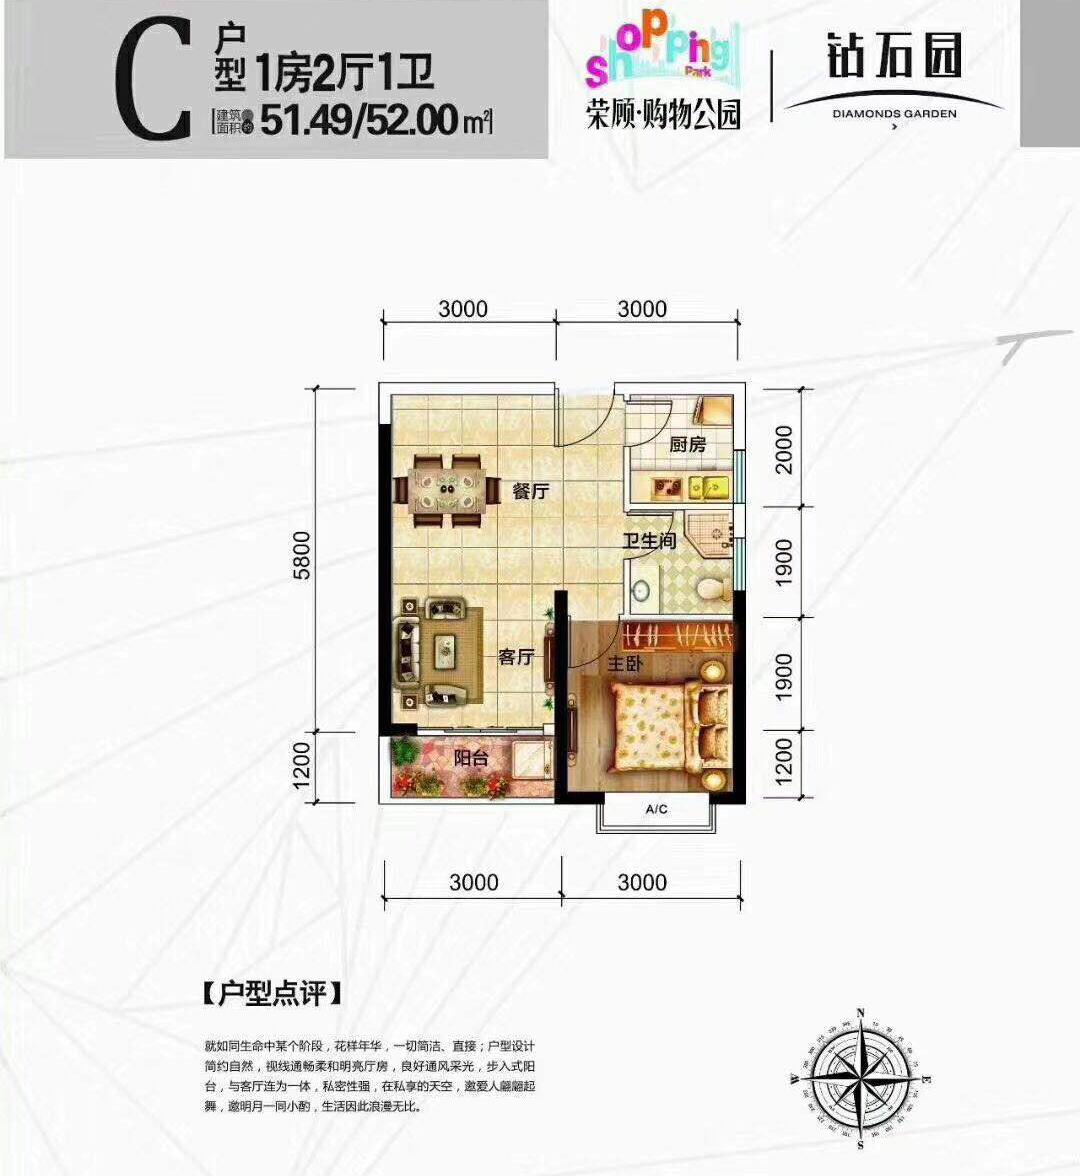 C户型
1房2厅1卫
建筑面积约51.49/52.00㎡
Shopping
Park
荣顾·购物公园
钻石园
DIAMONDS GARDEN
3000 3000
5800
1200
2000
1900
1900
1200
厨房
餐厅
卫生间
客厅
主卧
阳台
A/C
3000 3000
【户型点评】
就如同生命中某个阶段，花样年华，一切简洁、直接；户型设计
简约自然，视线通畅柔和明亮厅房，良好通风采光，步入式阳
台，与客厅连为一体，私密性强，在私享的天空，邀爱人翩翩起
舞，邀明月一同小酌，生活因此浪漫无比。
N
W E
S